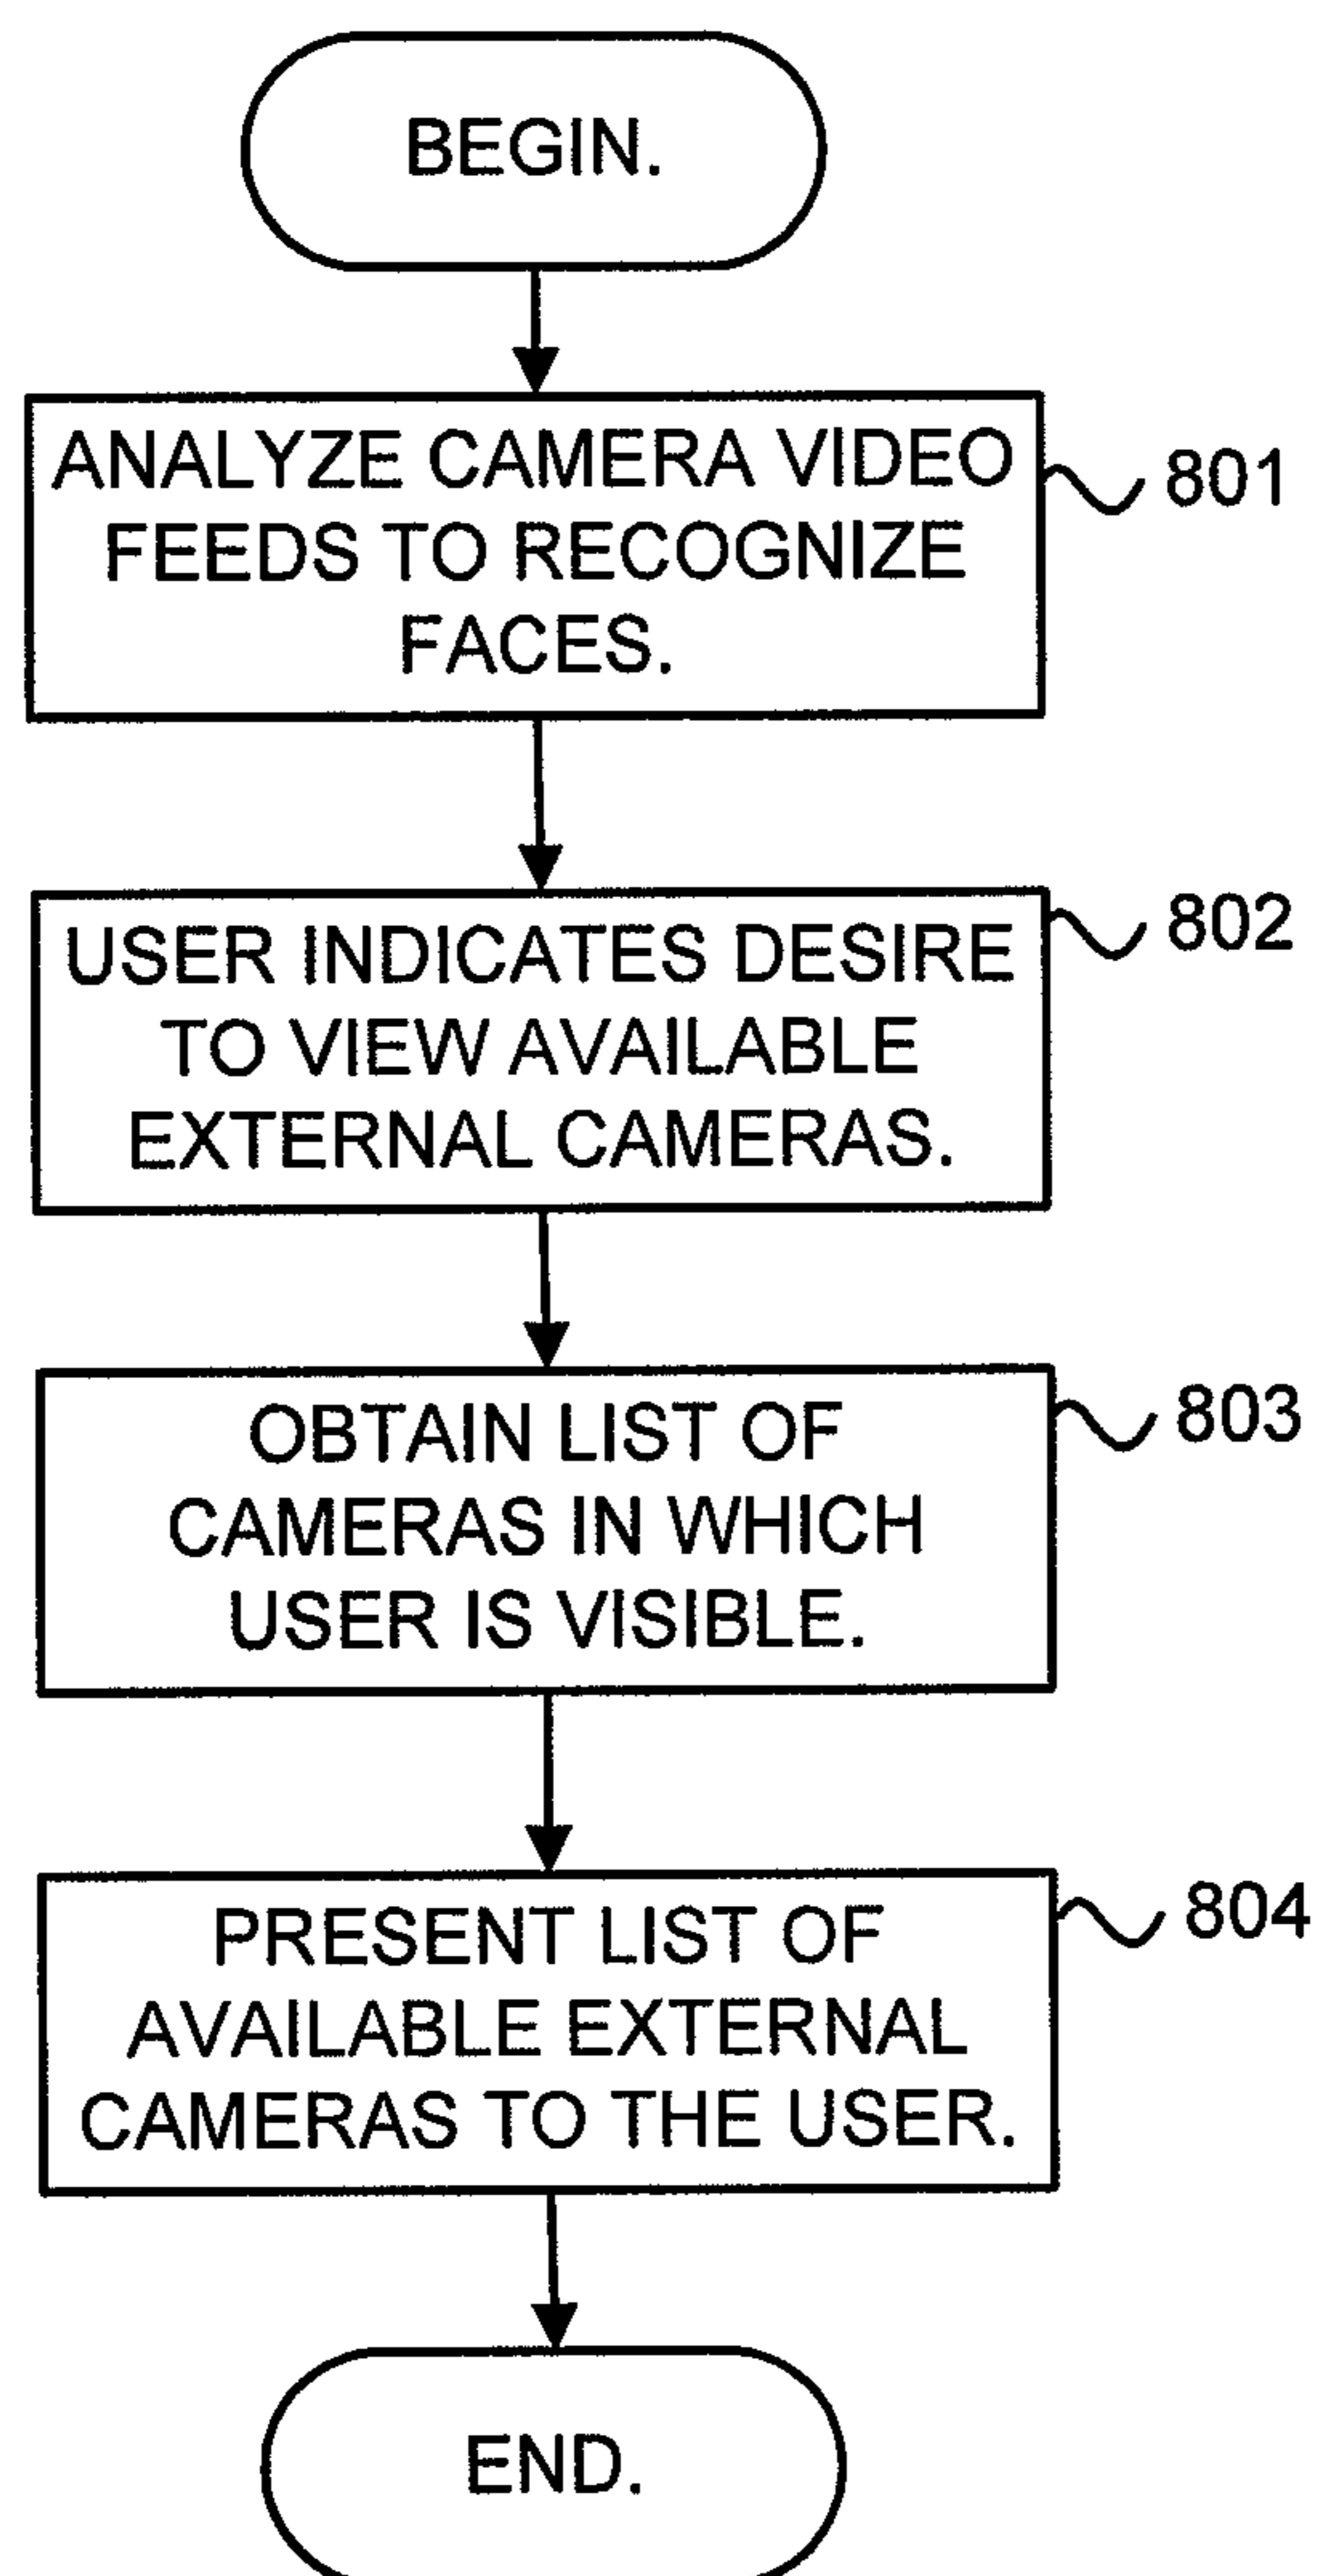 BEGIN.
ANALYZE CAMERA VIDEO
FEEDS TO RECOGNIZE
FACES.
801
USER INDICATES DESIRE
TO VIEW AVAILABLE
EXTERNAL CAMERAS.
802
OBTAIN LIST OF
CAMERAS IN WHICH
USER IS VISIBLE.
803
PRESENT LIST OF
AVAILABLE EXTERNAL
CAMERAS TO THE USER.
804
END.